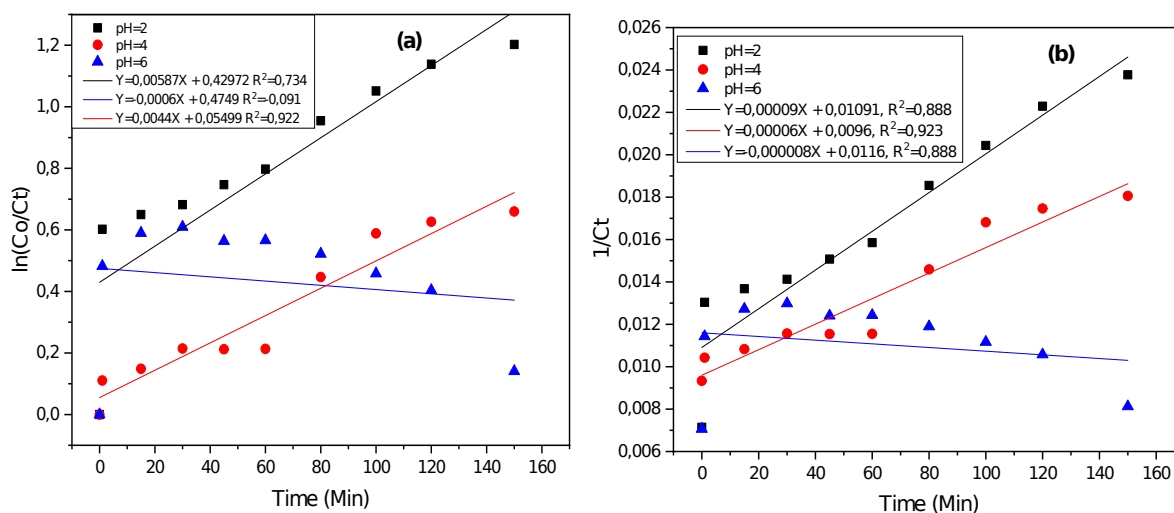 (a)
pH=2
pH=4
pH=6
Y=0,00587X + 0,42972 R²=0,734
Y=-0,0006X + 0,4749 R²=-0,091
Y=0,0044X + 0,05499 R²=0,922
1,2
1,0
0,8
0,6
0,4
0,2
0,0
ln(Co/Ct)
0 20 40 60 80 100 120 140 160
Time (Min)
(b)
pH=2
pH=4
pH=6
Y=0,00009X + 0,01091, R²=0,888
Y=0,00006X + 0,0096, R²=0,923
Y=-0,000008X + 0,0116, R²=0,888
0,026
0,024
0,022
0,020
0,018
0,016
0,014
0,012
0,010
0,008
0,006
1/Ct
0 20 40 60 80 100 120 140 160
Time (Min)